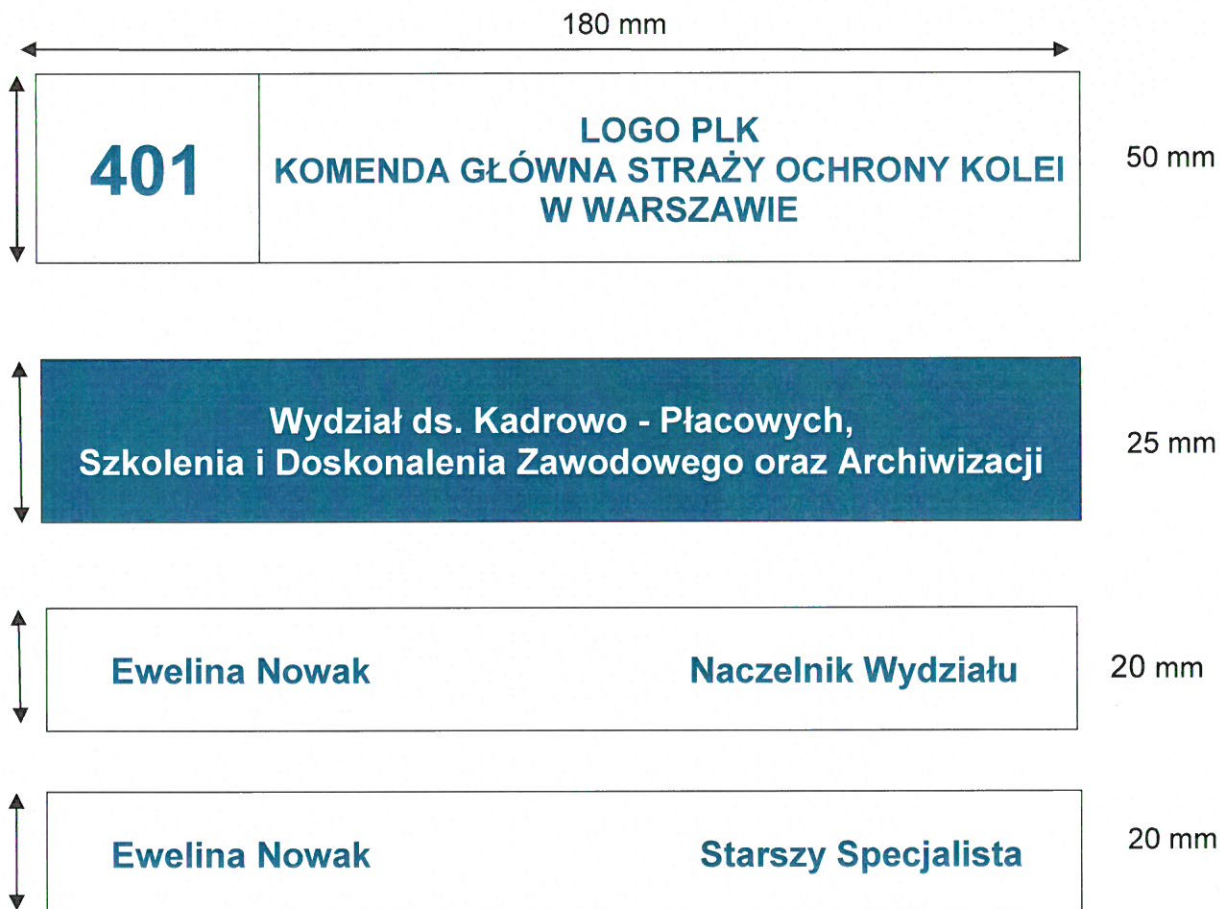 180 mm
401
LOGO PLK
KOMENDA GŁÓWNA STRAŻY OCHRONY KOLEI
W WARSZAWIE
50 mm
Wydział ds. Kadrowo - Płacowych,
Szkolenia i Doskonalenia Zawodowego oraz Archiwizacji
25 mm
Ewelina Nowak Naczelnik Wydziału
20 mm
Ewelina Nowak Starszy Specjalista
20 mm